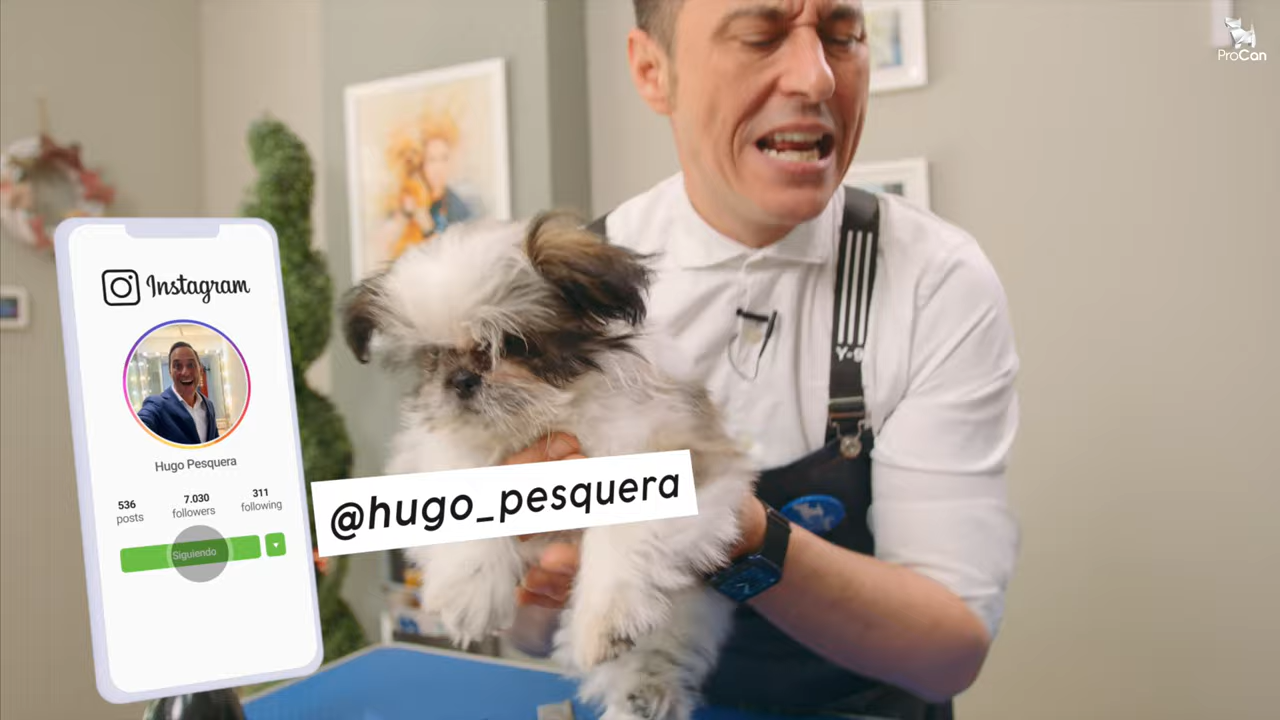 ProCan
Instagram
Hugo Pesquera
536
posts
7.030
followers
311
following
Siguiendo
@hugo_pesquera